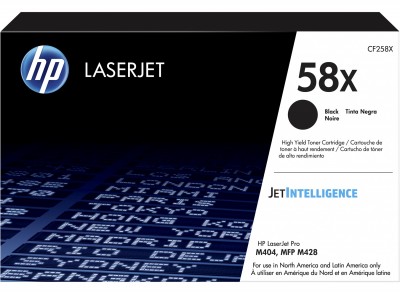 CF258X
hp LASERJET
58X
Black Tinta Negra
Noire
High Yield Toner Cartridge / Cartouche de
toner à haut rendement / Cartucho de tóner
de alto rendimiento
JETINTELLIGENCE
HP LaserJet Pro
M404, MFP M428
For use in North America and Latin America only
À utiliser en Amérique du Nord et en Amérique latine